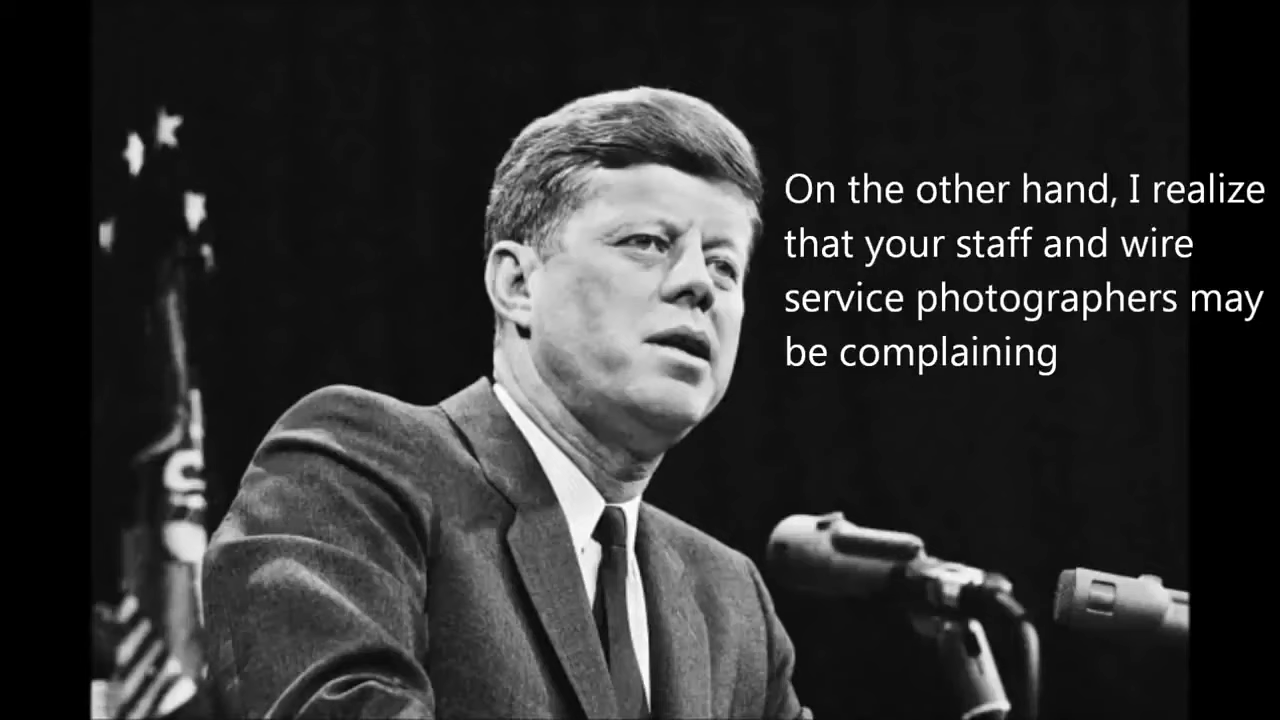 On the other hand, I realize
that your staff and wire
service photographers may
be complaining